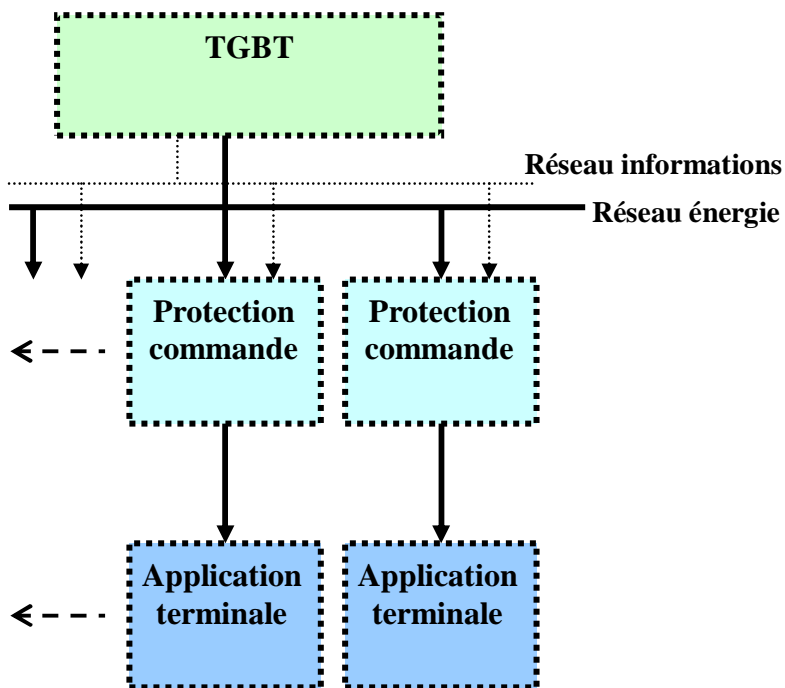 TGBT
Réseau informations
Réseau énergie
Protection
commande
Protection
commande
Application
terminale
Application
terminale